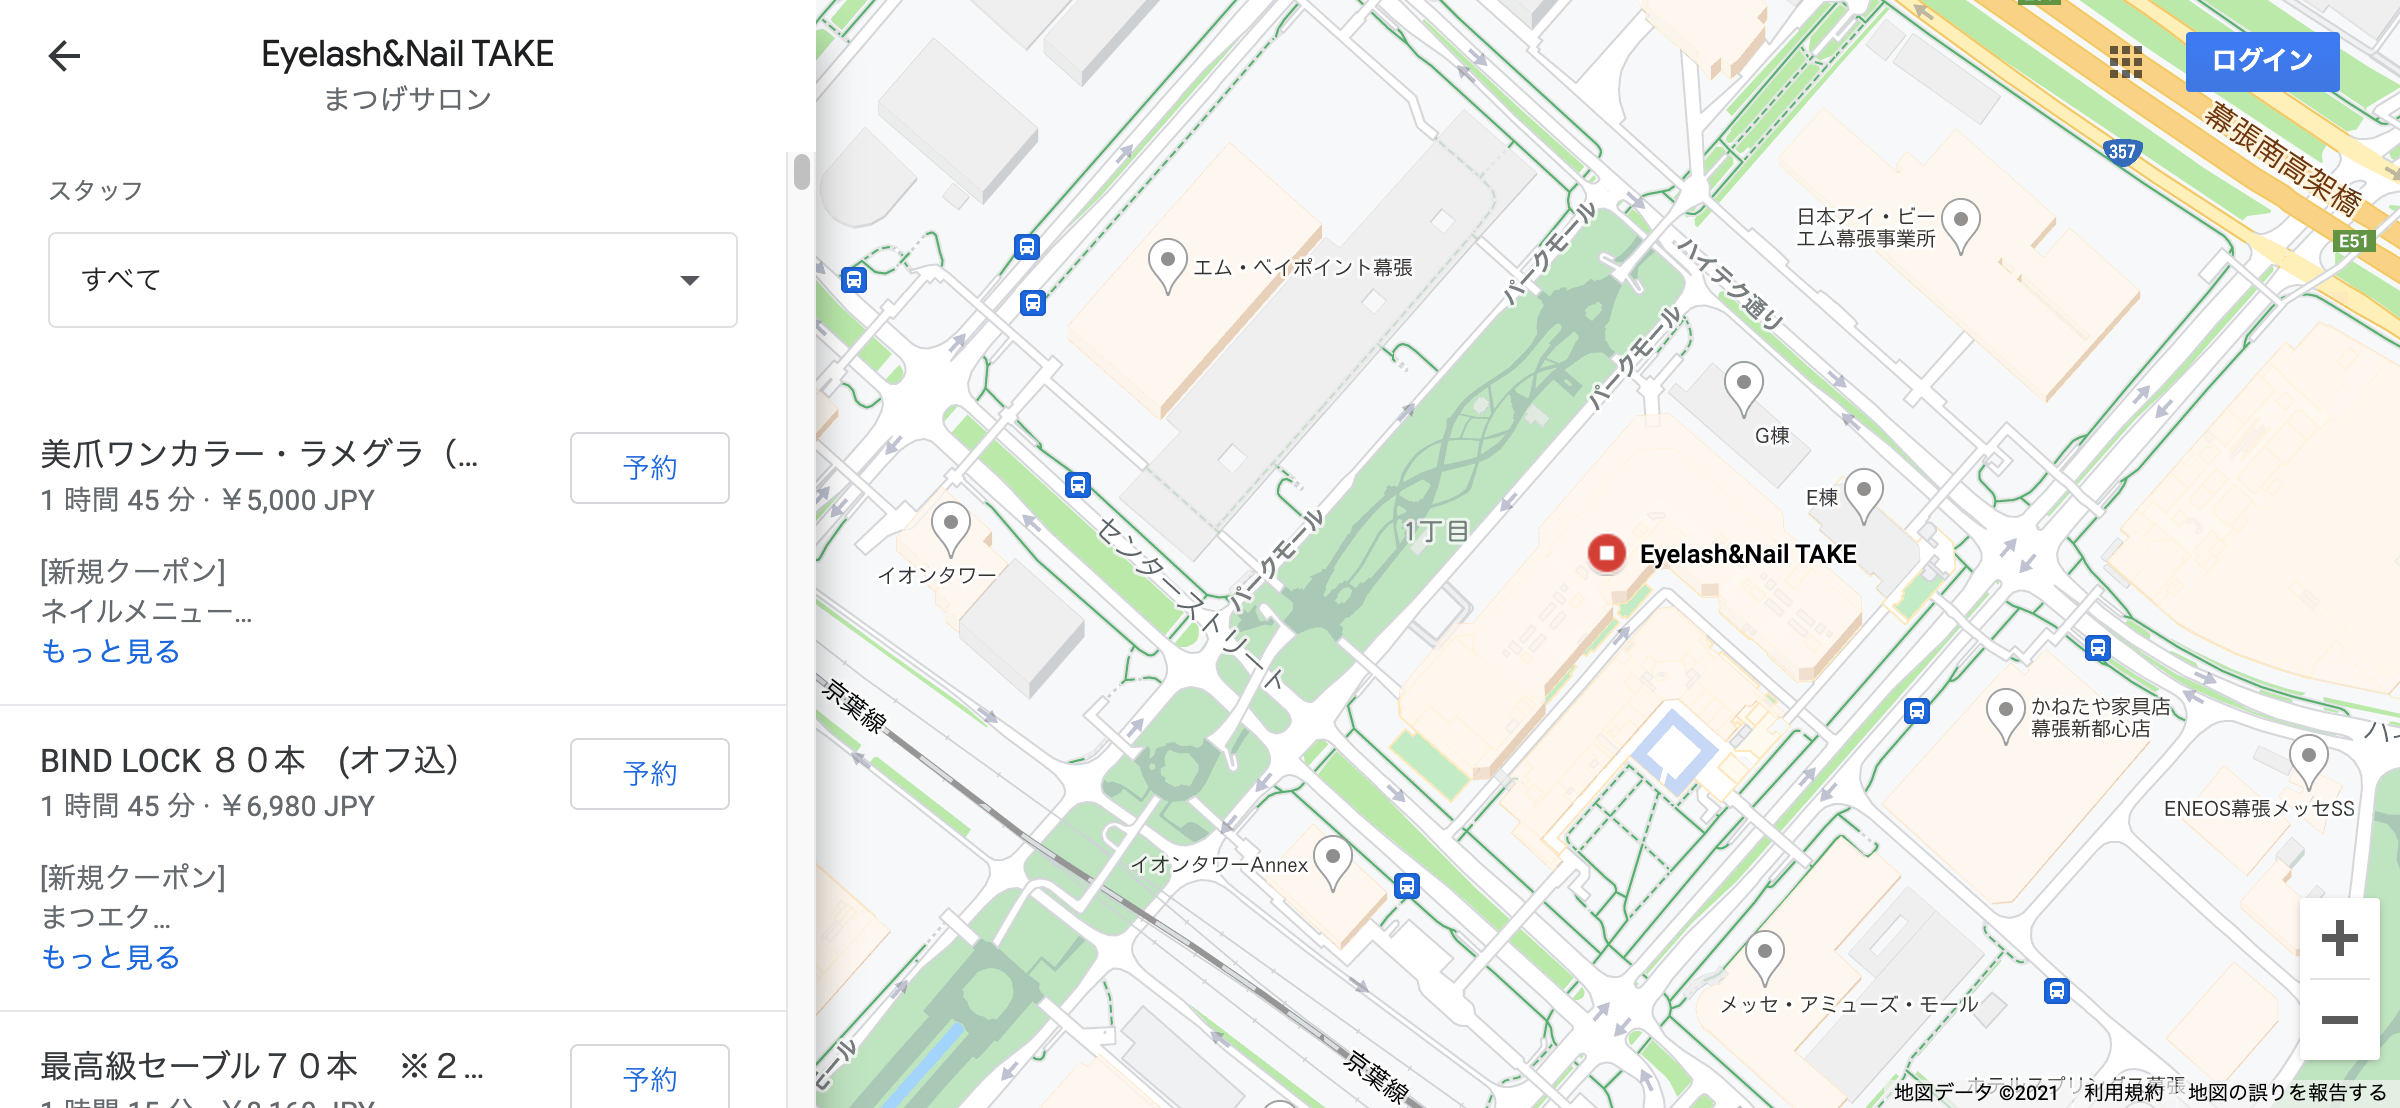 Eyelash&Nail TAKE
まつげサロン
スタッフ
すべて
美爪ワンカラー・ラメグラ（...
1 時間 45 分 · ￥5,000 JPY
予約
[新規クーポン]
ネイルメニュー...
もっと見る
BIND LOCK ８０本　(オフ込）
1 時間 45 分 · ￥6,980 JPY
予約
[新規クーポン]
まつエク...
もっと見る
最高級セーブル７０本　※２...
予約
ログイン
幕張南高架橋
357
E51
日本アイ・ビー
エム幕張事業所
エム・ベイポイント幕張
パークモール
ハイテク通り
パークモール
G棟
E棟
1丁目
Eyelash&Nail TAKE
イオンタワー
センターストリート
パークモール
京葉線
かねたや家具店
幕張新都心店
ENEOS幕張メッセSS
イオンタワーAnnex
メッセ・アミューズ・モール
京葉線
ホテルスプリングス幕張
地図データ ©2021
利用規約
地図の誤りを報告する